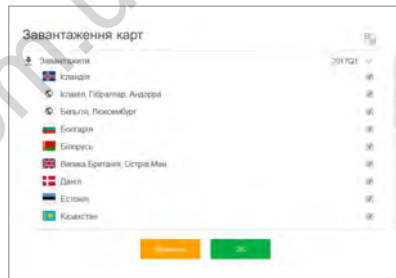 Завантаження карт
Завантажити 2017Q1
Ісландія
Іспанія, Гібралтар, Андорра
Бельгія, Люксембург
Болгарія
Білорусь
Велика Британія, Острів Мен
Данія
Естонія
Казахстан
OK